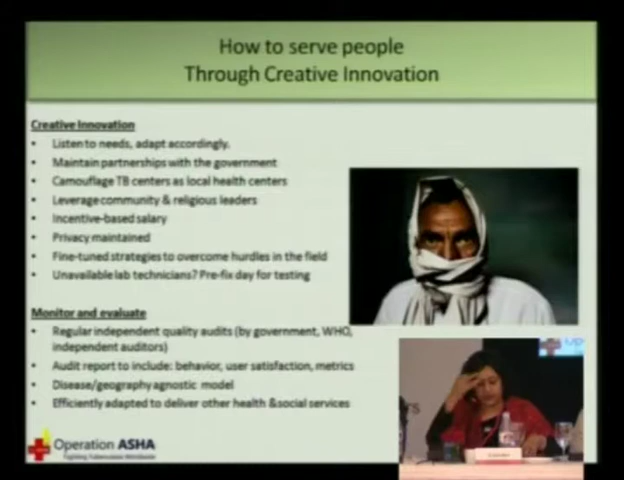 How to serve people
Through Creative Innovation
Creative Innovation
• Listen to needs, adapt accordingly.
• Maintain partnerships with the government
• Camouflage TB centers as local health centers
• Leverage community & religious leaders
• Incentive-based salary
• Privacy maintained
• Fine-tuned strategies to overcome hurdles in the field
• Unavailable lab technicians? Pre-fix day for testing
Monitor and evaluate
• Regular independent quality audits (by government, WHO,
independent auditors)
• Audit report to include: behavior, user satisfaction, metrics
• Disease/geography agnostic model
• Efficiently adapted to deliver other health & social services
Operation ASHA
Fighting Tuberculosis Worldwide